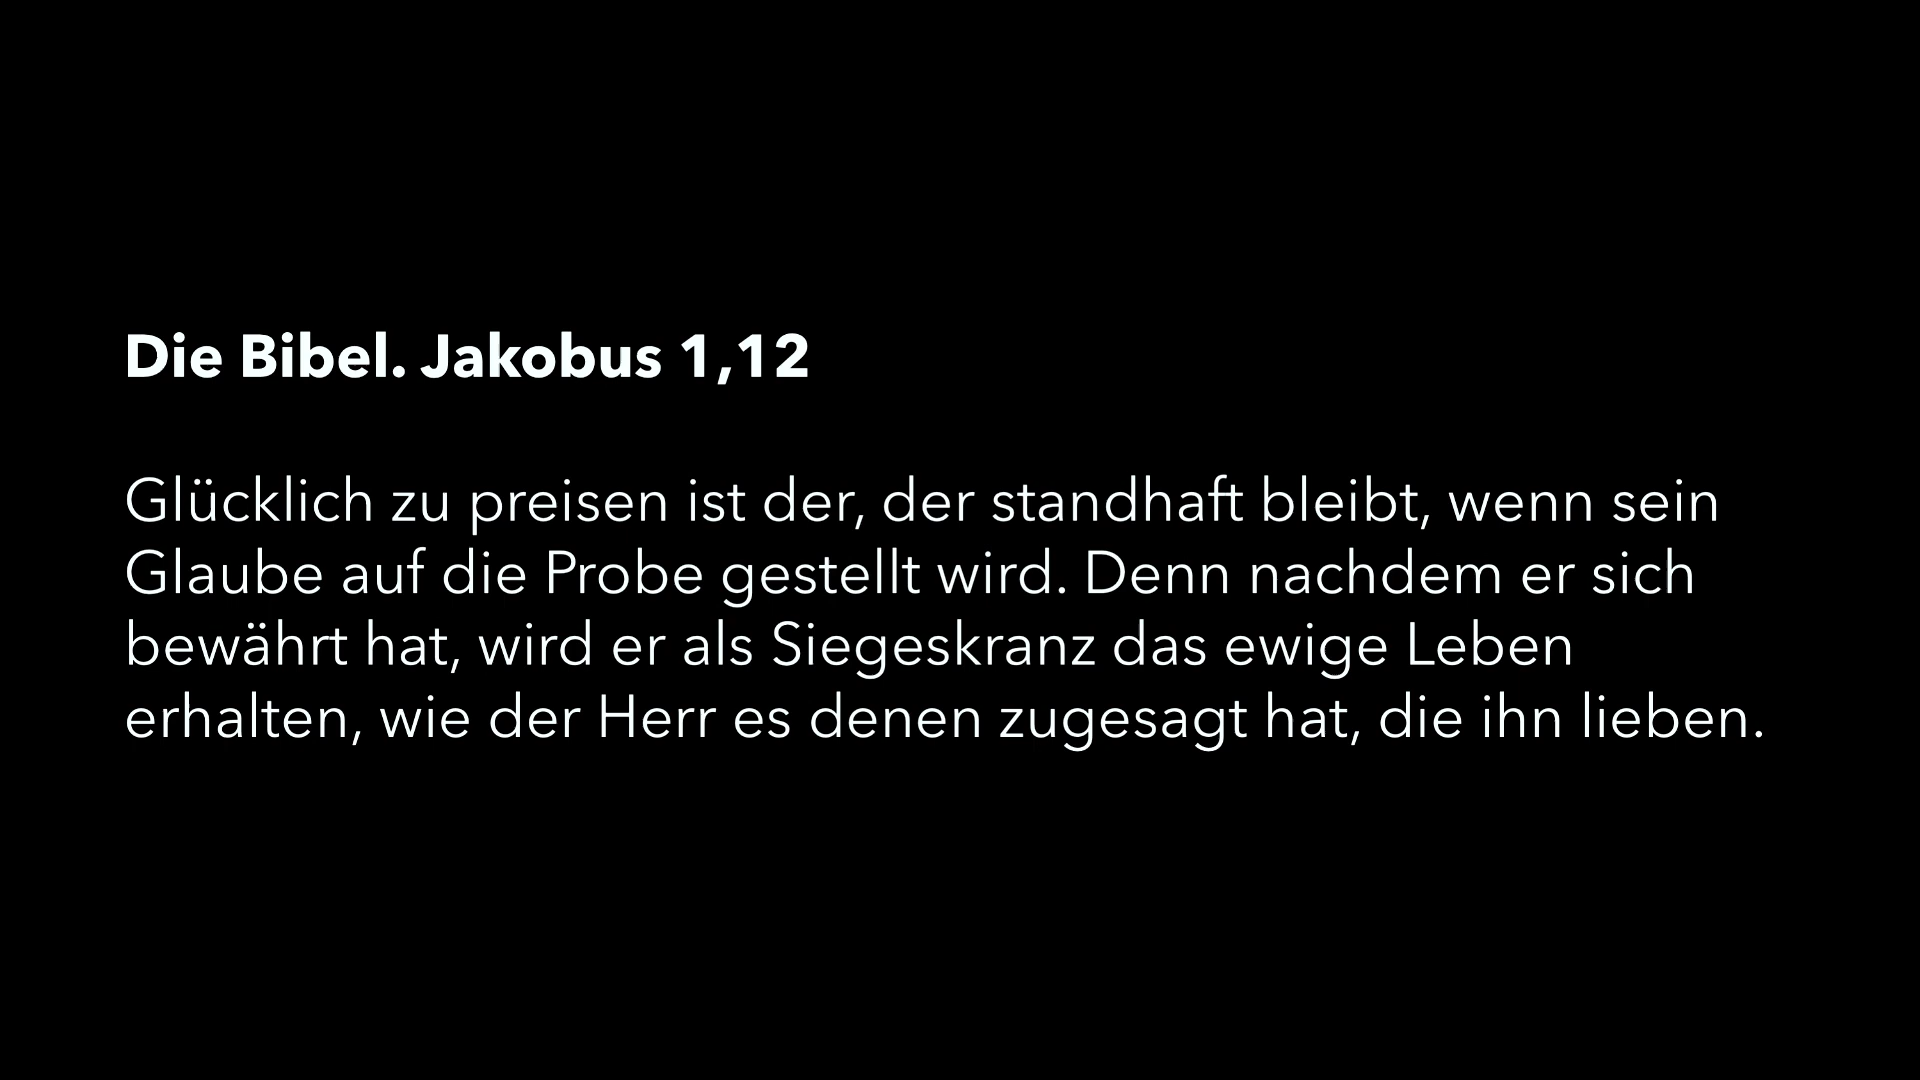 Die Bibel. Jakobus 1,12
Glücklich zu preisen ist der, der standhaft bleibt, wenn sein
Glaube auf die Probe gestellt wird. Denn nachdem er sich
bewährt hat, wird er als Siegeskranz das ewige Leben
erhalten, wie der Herr es denen zugesagt hat, die ihn lieben.